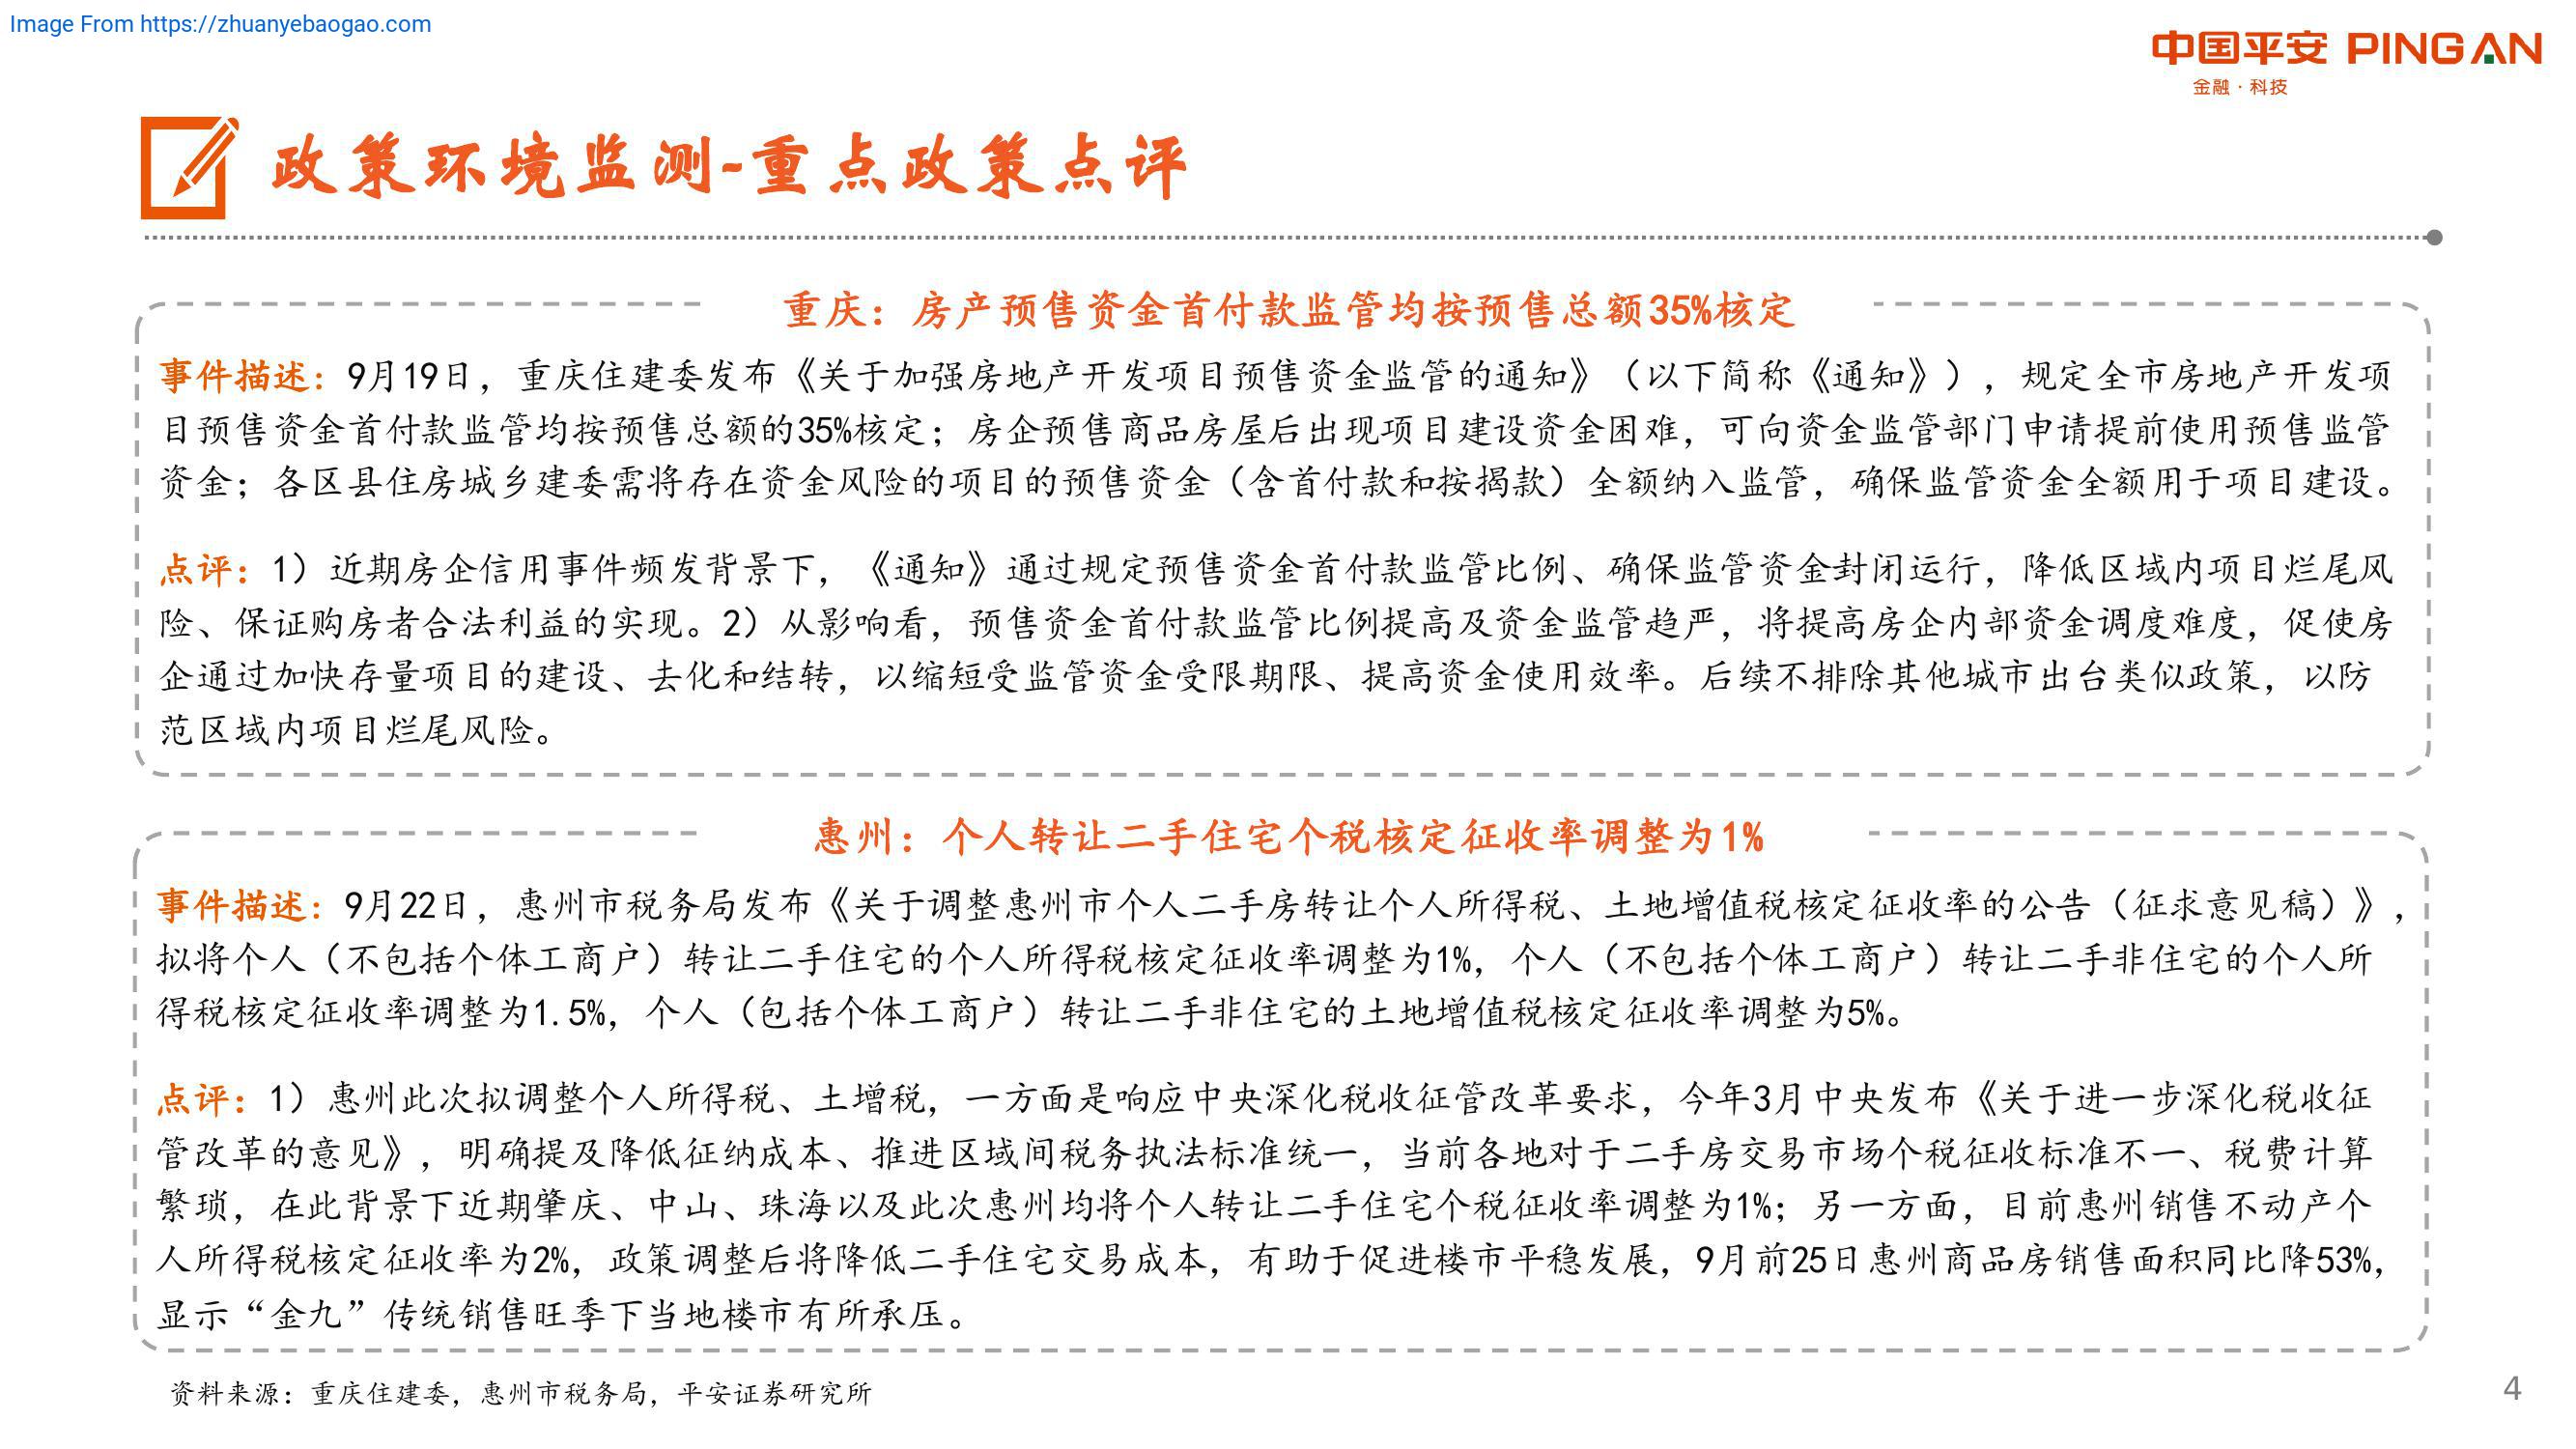 Image From https://zhuanyebaogao.com
中国平安 PINGAN
金融·科技
政策环境监测-重点政策点评
重庆：房产预售资金首付款监管均按预售总额35%核定
事件描述：9月19日，重庆住建委发布《关于加强房地产开发项目预售资金监管的通知》（以下简称《通知》），规定全市房地产开发项
目预售资金首付款监管均按预售总额的35%核定；房企预售商品房屋后出现项目建设资金困难，可向资金监管部门申请提前使用预售监管
资金；各区县住房城乡建委需将存在资金风险的项目的预售资金（含首付款和按揭款）全额纳入监管，确保监管资金全额用于项目建设。
点评：1）近期房企信用事件频发背景下，《通知》通过规定预售资金首付款监管比例、确保监管资金封闭运行，降低区域内项目烂尾风
险、保证购房者合法利益的实现。2）从影响看，预售资金首付款监管比例提高及资金监管趋严，将提高房企内部资金调度难度，促使房
企通过加快存量项目的建设、去化和结转，以缩短受监管资金受限期限、提高资金使用效率。后续不排除其他城市出台类似政策，以防
范区域内项目烂尾风险。
惠州：个人转让二手住宅个税核定征收率调整为1%
事件描述：9月22日，惠州市税务局发布《关于调整惠州市个人二手房转让个人所得税、土地增值税核定征收率的公告（征求意见稿）》，
拟将个人（不包括个体工商户）转让二手住宅的个人所得税核定征收率调整为1%，个人（不包括个体工商户）转让二手非住宅的个人所
得税核定征收率调整为1.5%，个人（包括个体工商户）转让二手非住宅的土地增值税核定征收率调整为5%。
点评：1）惠州此次拟调整个人所得税、土增税，一方面是响应中央深化税收征管改革要求，今年3月中央发布《关于进一步深化税收征
管改革的意见》，明确提及降低征纳成本、推进区域间税务执法标准统一，当前各地对于二手房交易市场个税征收标准不一、税费计算
繁琐，在此背景下近期肇庆、中山、珠海以及此次惠州均将个人转让二手住宅个税征收率调整为1%；另一方面，目前惠州销售不动产个
人所得税核定征收率为2%，政策调整后将降低二手住宅交易成本，有助于促进楼市平稳发展，9月前25日惠州商品房销售面积同比降53%，
显示“金九”传统销售旺季下当地楼市有所承压。
资料来源：重庆住建委，惠州市税务局，平安证券研究所
4